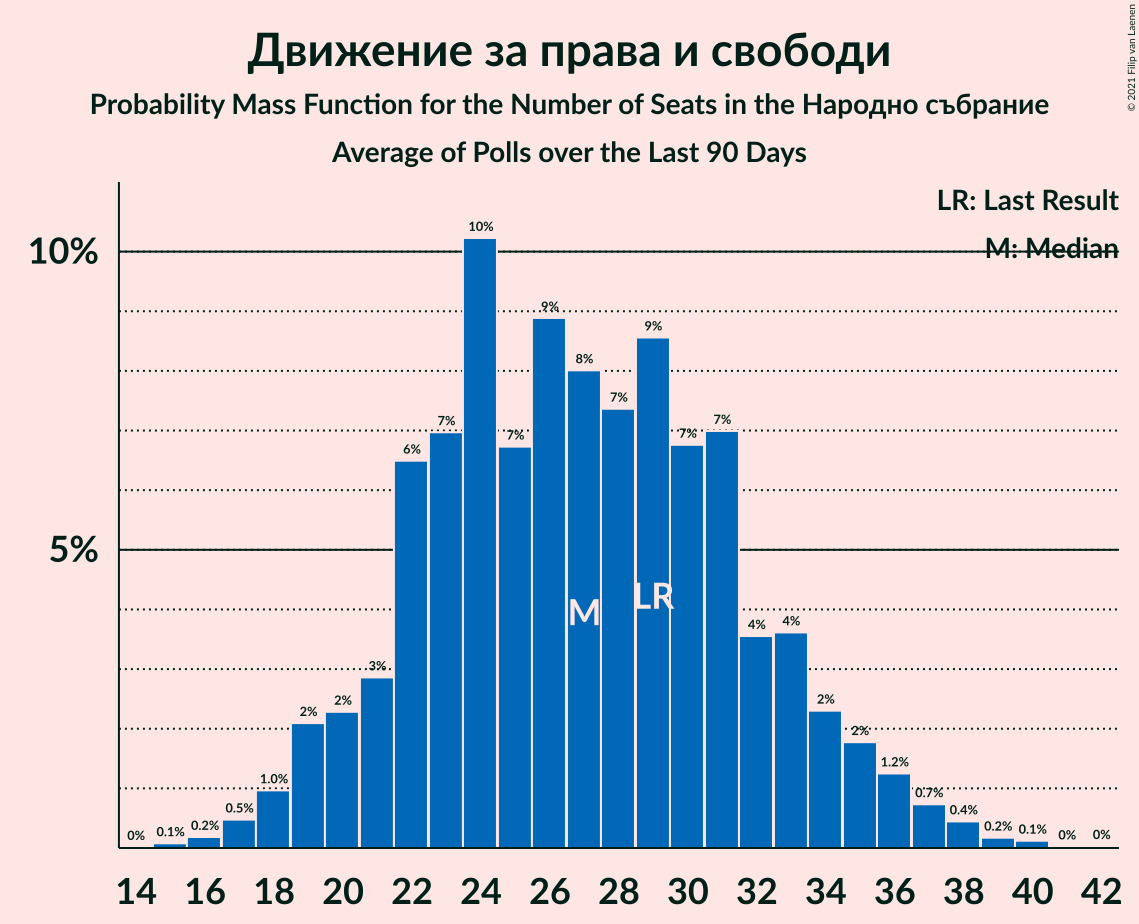 Движение за права и свободи
Probability Mass Function for the Number of Seats in the Народно събрание
Average of Polls over the Last 90 Days
© 2021 Filip van Laenen
LR: Last Result
M: Median
10%
5%
0% 0.1% 0.2% 0.5% 1.0% 2% 2% 3% 6% 7% 10% 7% 9% 8% 7% 9% 7% 7% 4% 4% 2% 2% 1.2% 0.7% 0.4% 0.2% 0.1% 0% 0%
M LR
14 16 18 20 22 24 26 28 30 32 34 36 38 40 42